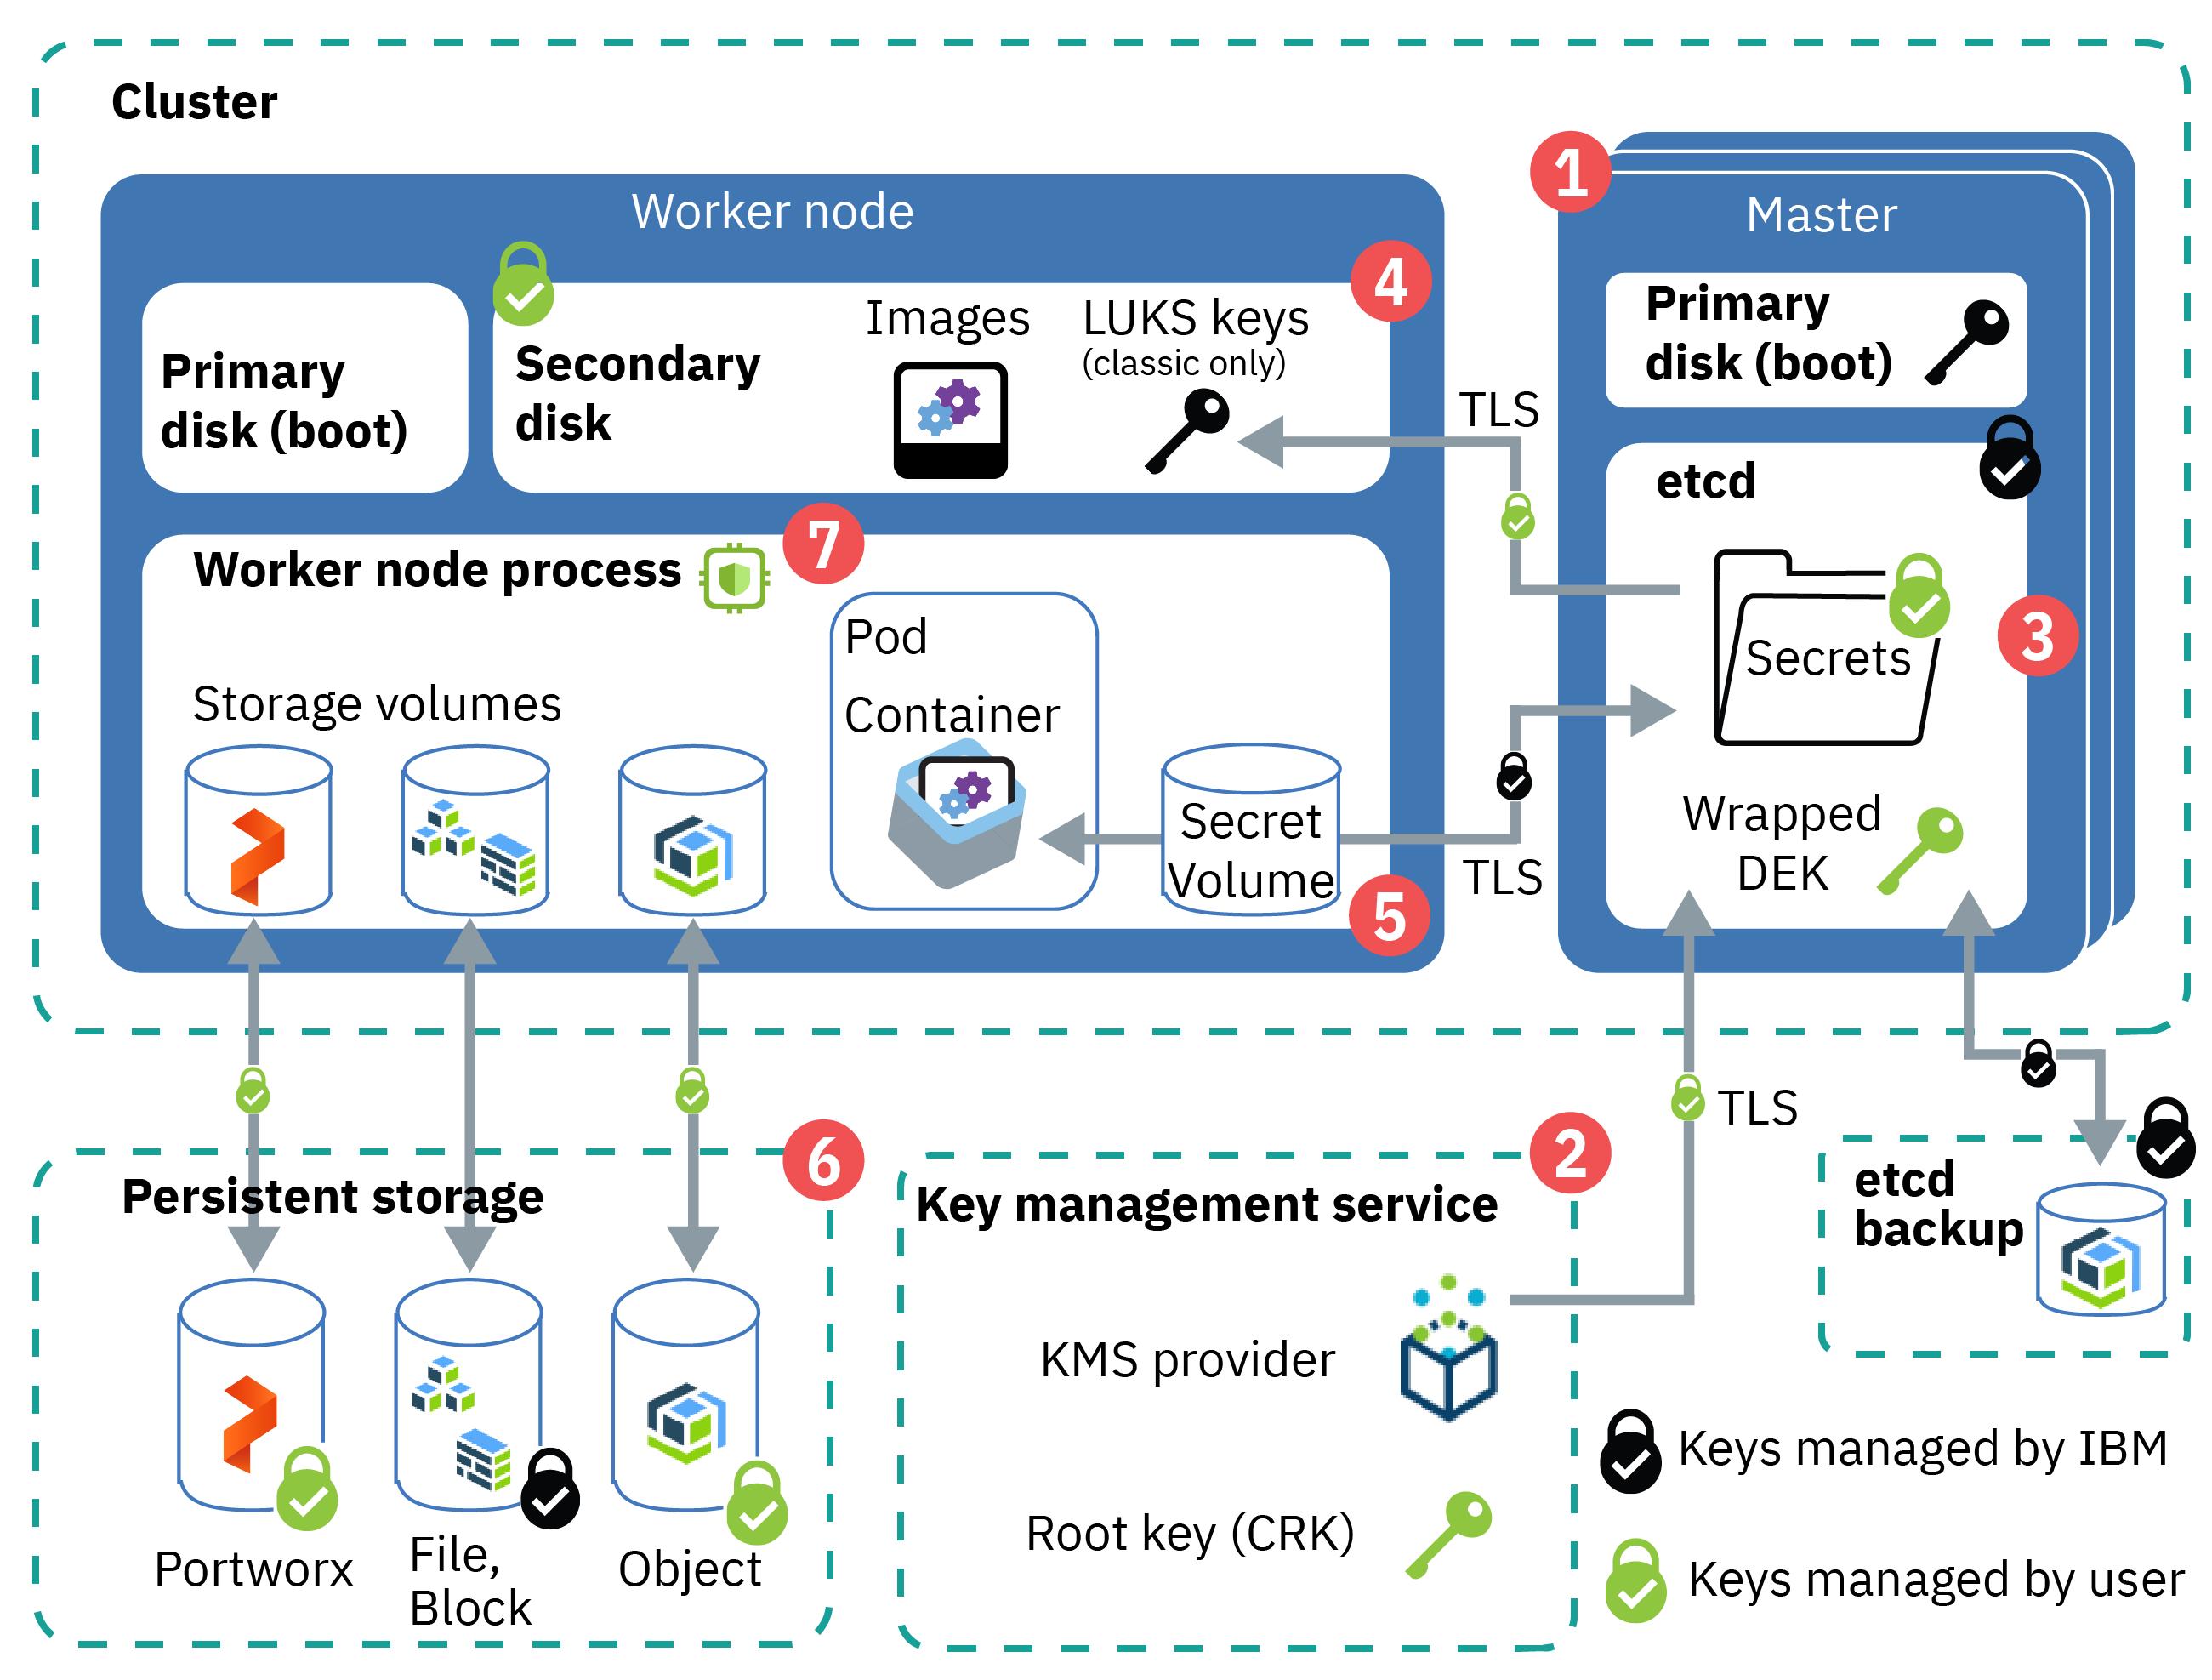 Cluster
Worker node
1
Master
Primary
disk (boot)
Secondary
disk
Images
LUKS keys
(classic only)
4
Primary
disk (boot)
TLS
etcd
Worker node process
7
Pod
Container
Storage volumes
Secret
Volume
5
TLS
Secrets
3
Wrapped
DEK
TLS
6
Persistent storage
Portworx
File,
Block
Object
2
Key management service
KMS provider
Root key (CRK)
etcd
backup
Keys managed by IBM
Keys managed by user